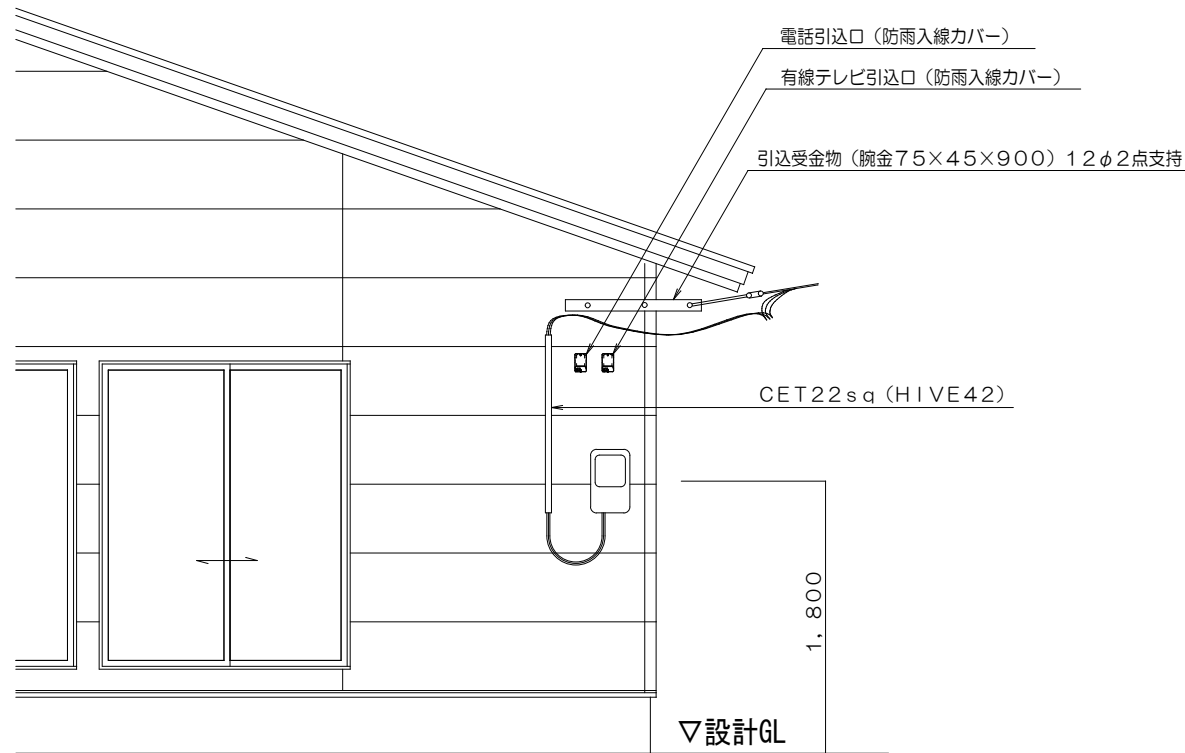 電話引込口（防雨入線カバー）
有線テレビ引込口（防雨入線カバー）
引込受金物（腕金７５×４５×９００）１２φ２点支持
ＣＥＴ２２ｓｑ（ＨＩＶＥ４２）
１，８００
▽設計GL